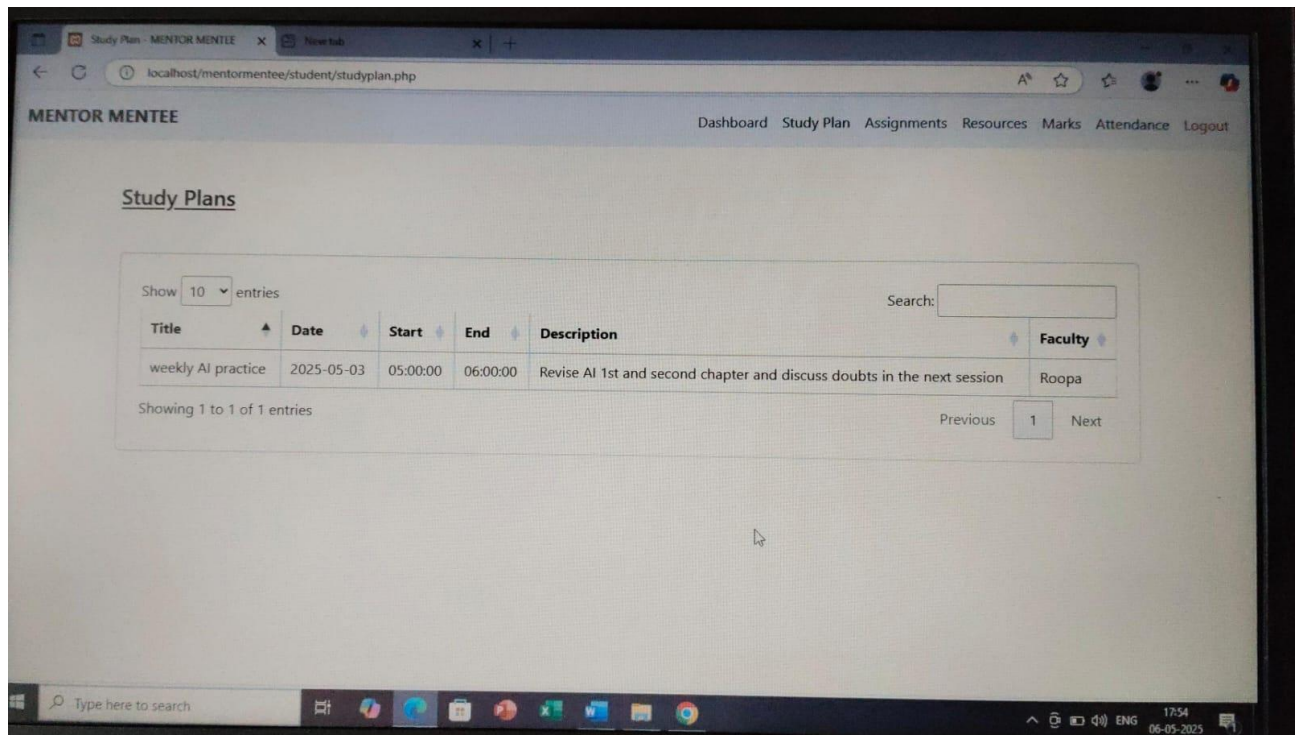 Study Plan - MENTOR MENTEE
New tab
localhost/mentormentee/student/studyplan.php
MENTOR MENTEE
Dashboard Study Plan Assignments Resources Marks Attendance Logout
Study Plans
Show 10 entries
Search:
Title Date Start End Description Faculty
weekly AI practice 2025-05-03 05:00:00 06:00:00 Revise AI 1st and second chapter and discuss doubts in the next session Roopa
Showing 1 to 1 of 1 entries
Previous 1 Next
Type here to search
ENG
17:54
06-05-2025